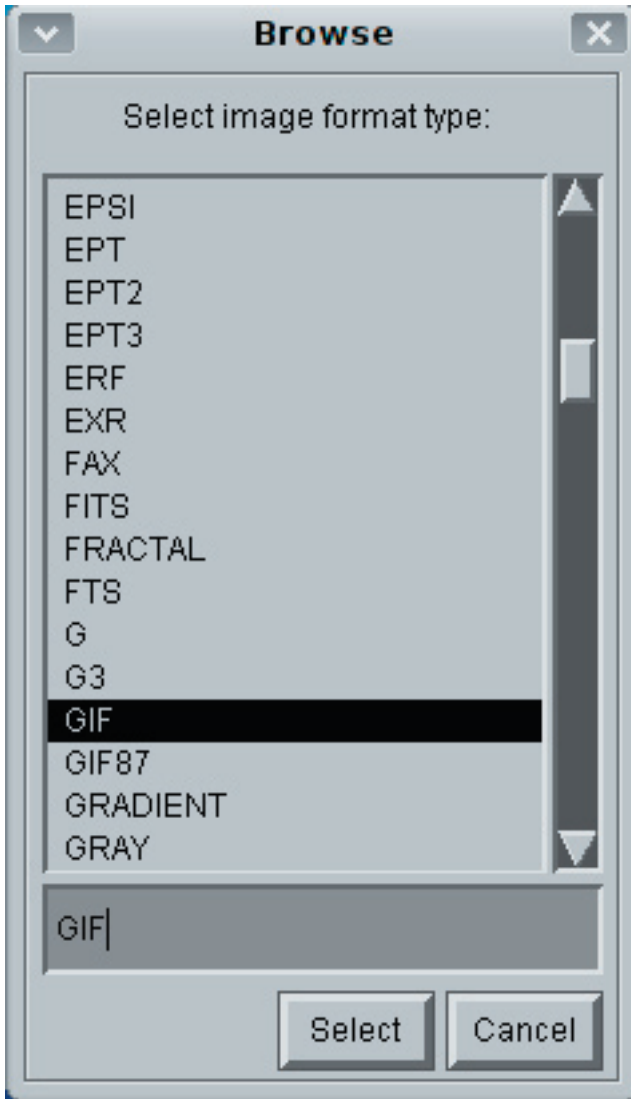 Browse
Select image format type:
EPSI
EPT
EPT2
EPT3
ERF
EXR
FAX
FITS
FRACTAL
FTS
G
G3
GIF
GIF87
GRADIENT
GRAY
GIF
Select Cancel